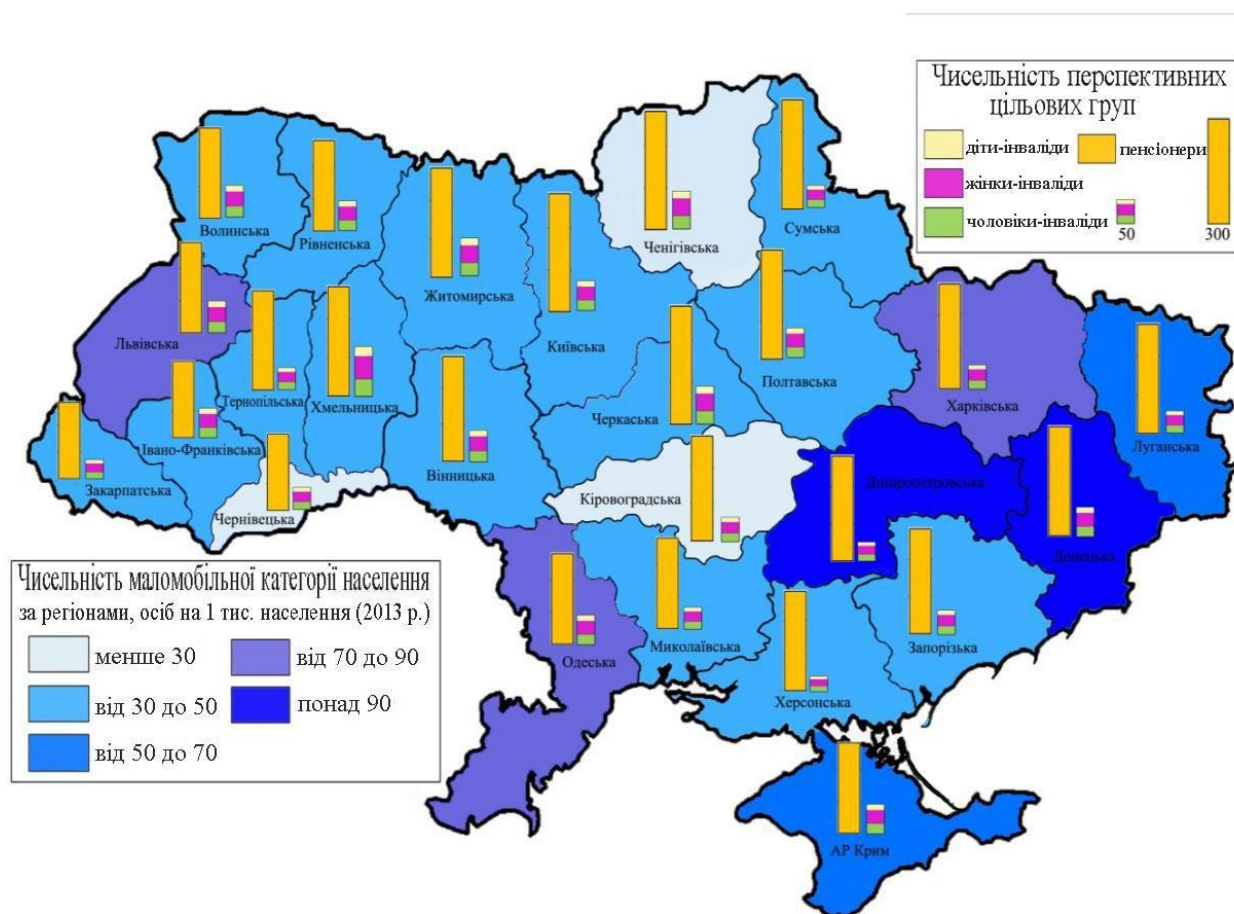 Чисельність перспективних
цільових груп
діти-інваліди
пенсіонери
жінки-інваліди
чоловіки-інваліди
50
300
Волинська
Рівненська
Житомирська
Київська
Ченігівська
Сумська
Львівська
Тернопільська
Хмельницька
Івано-Франківська
Закарпатська
Чернівецька
Вінницька
Черкаська
Полтавська
Харківська
Луганська
Кіровоградська
Дніпропетровська
Донецька
Одеська
Миколаївська
Херсонська
Запорізька
АР Крим
Чисельність маломобільної категорії населення
за регіонами, осіб на 1 тис. населення (2013 р.)
менше 30
від 70 до 90
від 30 до 50
понад 90
від 50 до 70